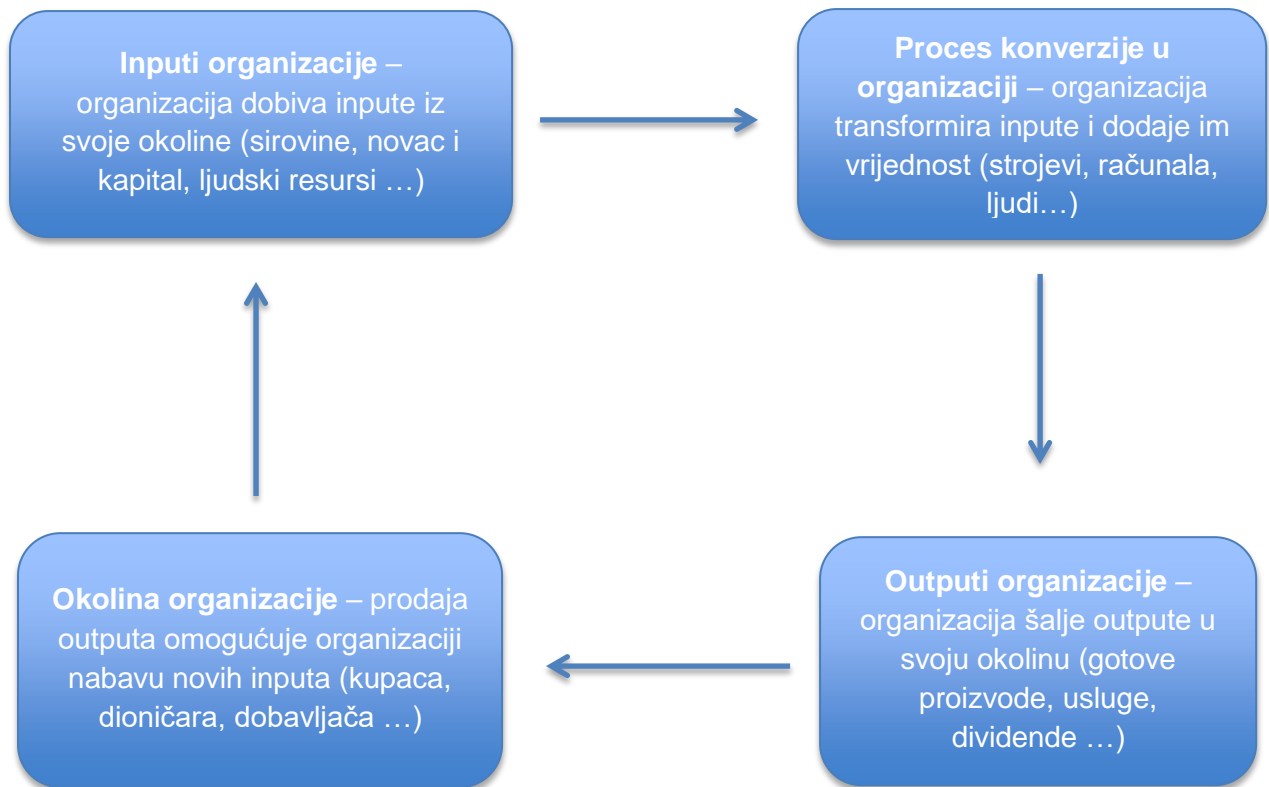 Inputi organizacije –
organizacija dobiva inpute iz
svoje okoline (sirovine, novac i
kapital, ljudski resursi …)
Proces konverzije u
organizaciji – organizacija
transformira inpute i dodaje im
vrijednost (strojevi, računala,
ljudi…)
Okolina organizacije – prodaja
outputa omogućuje organizaciji
nabavu novih inputa (kupaca,
dioničara, dobavljača …)
Outputi organizacije –
organizacija šalje outpute u
svoju okolinu (gotove
proizvode, usluge,
dividende …)